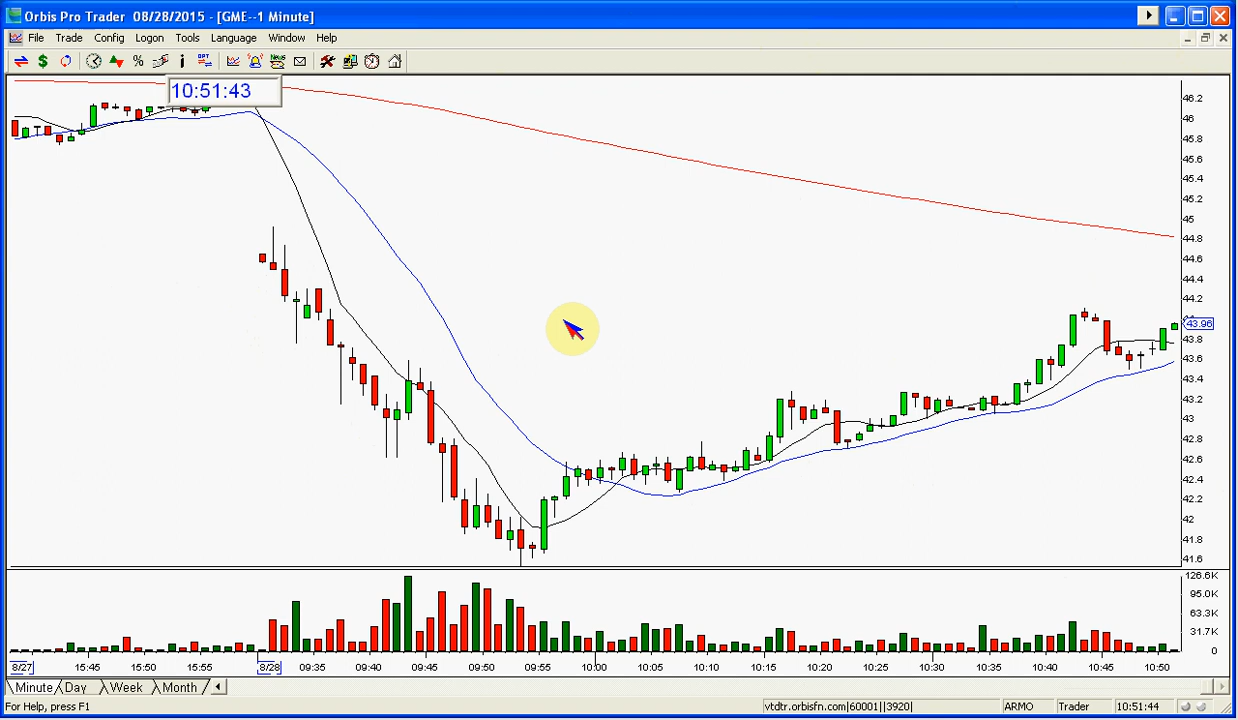 Orbis Pro Trader 08/28/2015 - [GME--1 Minute]
File Trade Config Logon Tools Language Window Help
10:51:43
46.2
46
45.8
45.6
45.4
45.2
45
44.8
44.6
44.4
44.2
43.96
43.8
43.6
43.4
43.2
43
42.8
42.6
42.4
42.2
42
41.8
41.6
126.6K
95.0K
63.3K
31.7K
0
8/27 15:45 15:50 15:55 8/28 09:35 09:40 09:45 09:50 09:55 10:00 10:05 10:10 10:15 10:20 10:25 10:30 10:35 10:40 10:45 10:50
Minute Day Week Month
For Help, press F1 vtdtr.orbisfn.com|60001||3920| ARMO Trader 10:51:44